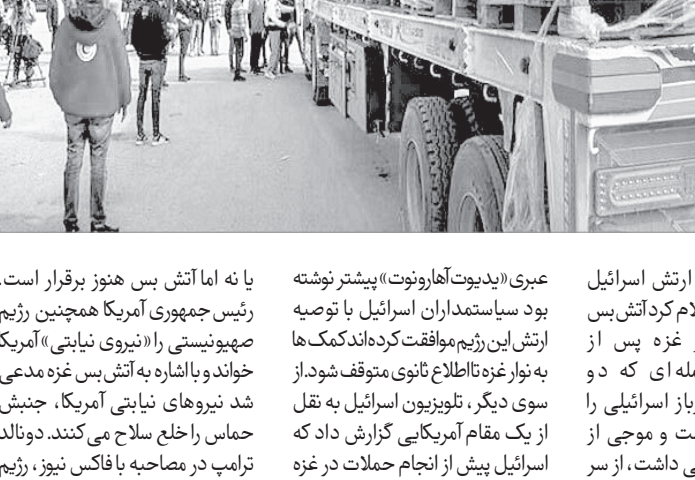 ارتش اسرائیل
لام کرد آتش‌بس
غزه پس از
مله ای که دو
باز اسرائیلی را
ت و موجی از
ی داشت، از سر
عبری «یدیوت آهارونوت» پیشتر نوشته
بود سیاستمداران اسرائیل با توصیه
ارتش این رژیم موافقت کرده‌اند کمک ها
به نوار غزه تا اطلاع ثانوی متوقف شود. از
سوی دیگر، تلویزیون اسرائیل به نقل
از یک مقام آمریکایی گزارش داد که
اسرائیل پیش از انجام حملات در غزه
یا نه اما آتش بس هنوز برقرار است.
رئیس جمهوری آمریکا همچنین رژیم
صهیونیستی را «نیروی نیابتی» آمریکا
خواند و با اشاره به آتش بس غزه مدعی
شد نیروهای نیابتی آمریکا، جنبش
حماس را خلع سلاح می کنند. دونالد
ترامپ در مصاحبه با فاکس نیوز، رژیم